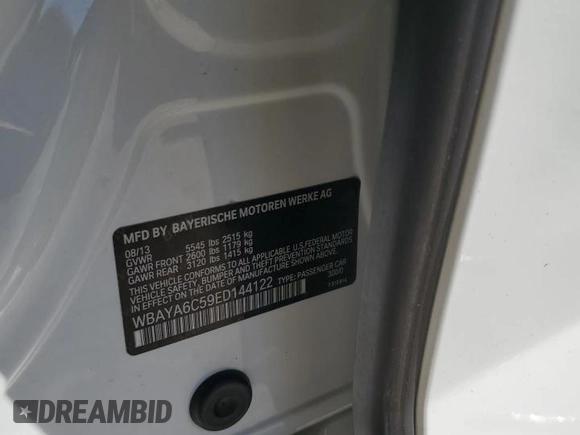 MFD BY BAYERISCHE MOTOREN WERKE AG
08/13
GVWR 5545 lbs 2515 kg
GAWR FRONT 2600 lbs 1179 kg
GAWR REAR 3120 lbs 1415 kg
THIS VEHICLE CONFORMS TO ALL APPLICABLE U.S.FEDERAL MOTOR
VEHICLE SAFETY, BUMPER AND THEFT PREVENTION STANDARDS
IN EFFECT ON THE DATE OF MANUFACTURE SHOWN ABOVE.
WBAYA6C59ED144122 TYPE: PASSENGER CAR
300/0
DREAMBID